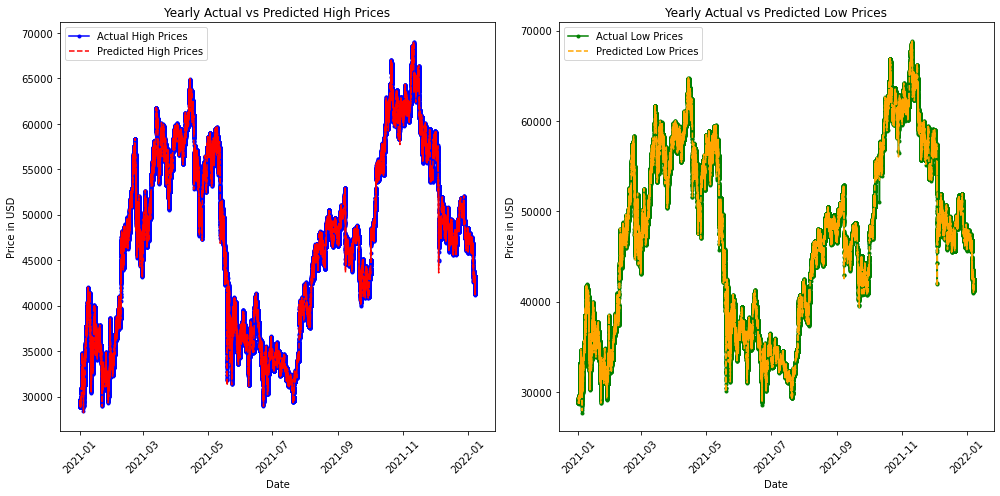 Yearly Actual vs Predicted High Prices
Actual High Prices
Predicted High Prices
Price in USD
70000
65000
60000
55000
50000
45000
40000
35000
30000
2021-01
2021-03
2021-05
2021-07
2021-09
2021-11
2022-01
Date
Yearly Actual vs Predicted Low Prices
Actual Low Prices
Predicted Low Prices
Price in USD
70000
60000
50000
40000
30000
2021-01
2021-03
2021-05
2021-07
2021-09
2021-11
2022-01
Date